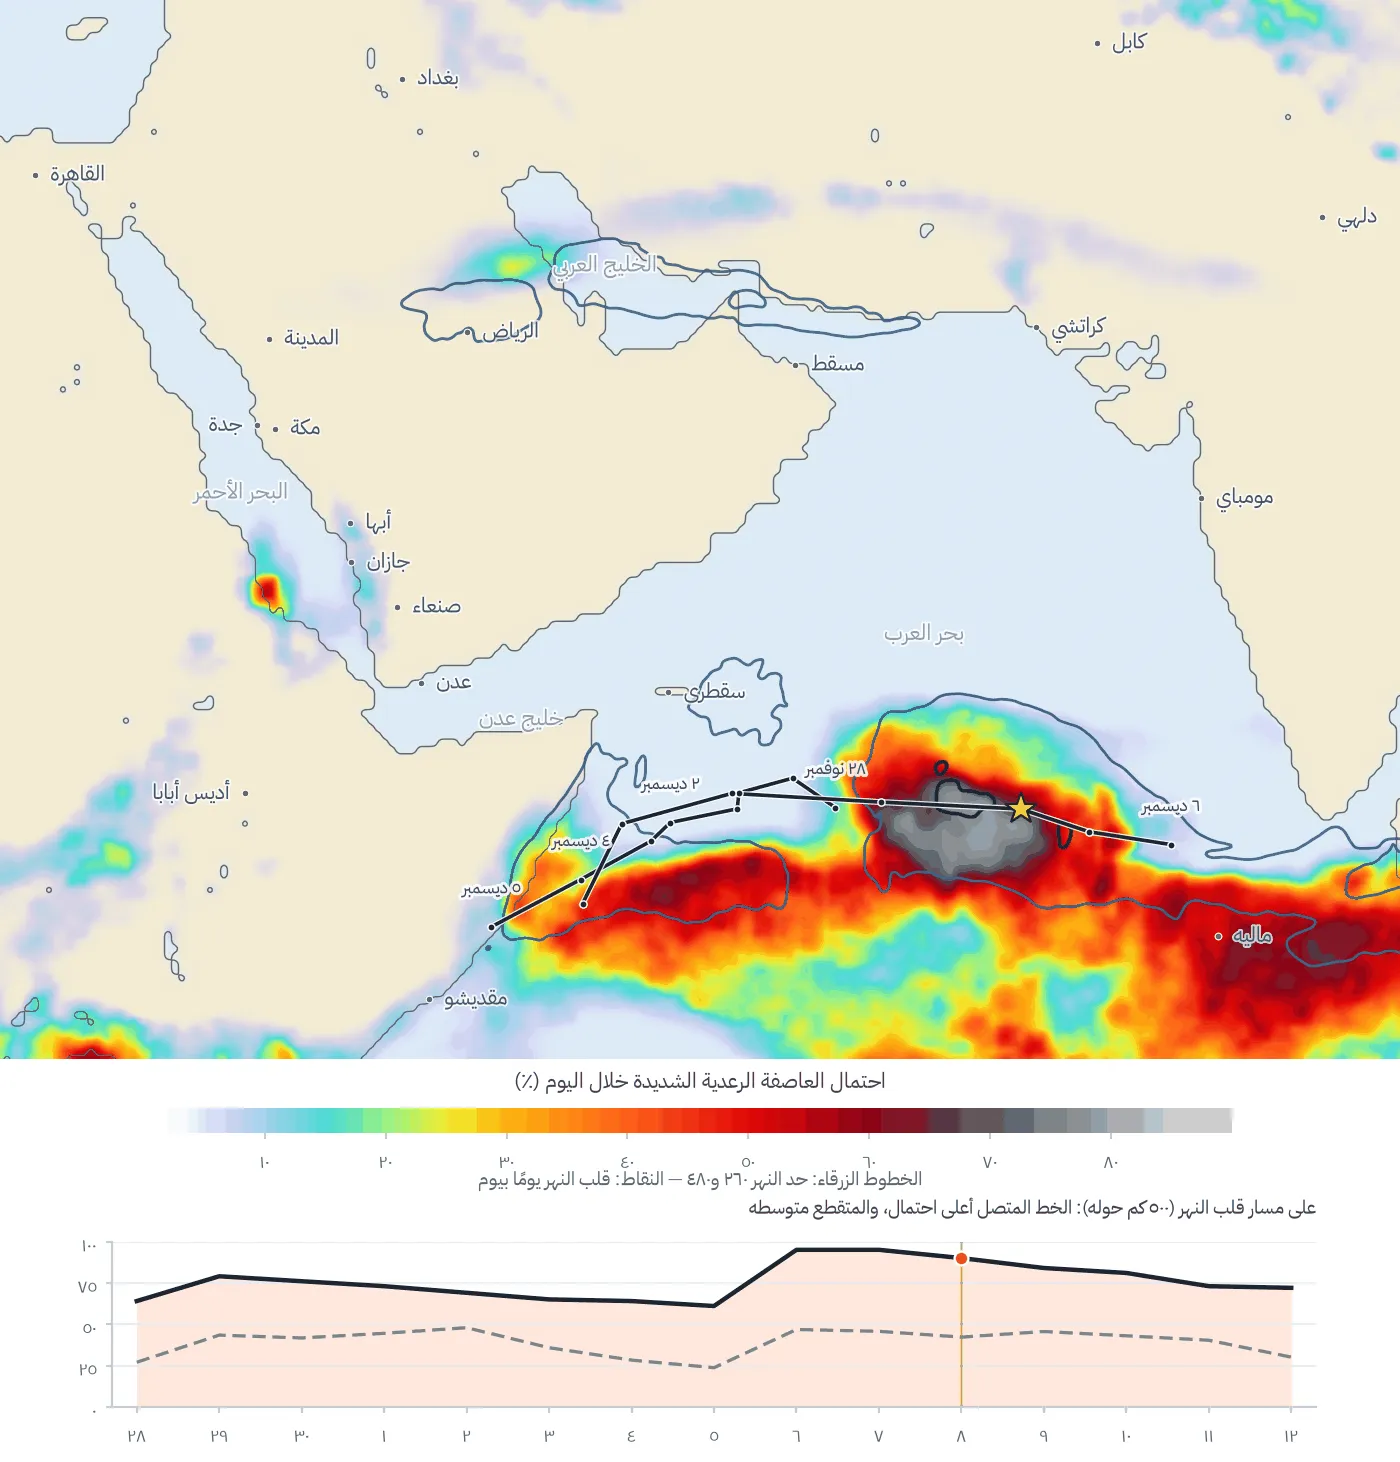 كابل
بغداد
القاهرة
دلهي
الخليج العربي
كراتشي
الرياض
المدينة
مسقط
جدة
مكة
البحر الأحمر
مومباي
أبها
جازان
صنعاء
بحر العرب
عدن
سقطرى
خليج عدن
٢٨ نوفمبر
٢ ديسمبر
أديس أبابا
٦ ديسمبر
٤ ديسمبر
٥ ديسمبر
ماليه
مقديشو
احتمال العاصفة الرعدية الشديدة خلال اليوم (٪)
١٠ ٢٠ ٣٠ ٤٠ ٥٠ ٦٠ ٧٠ ٨٠
الخطوط الزرقاء: حد النهر ٢٦٠ و٤٨٠ — النقاط: قلب النهر يومًا بيوم
على مسار قلب النهر (٥٠٠ كم حوله): الخط المتصل أعلى احتمال، والمتقطع متوسطه
١٠٠
٧٥
٥٠
٢٥
٠
٢٨ ٢٩ ٣٠ ١ ٢ ٣ ٤ ٥ ٦ ٧ ٨ ٩ ١٠ ١١ ١٢